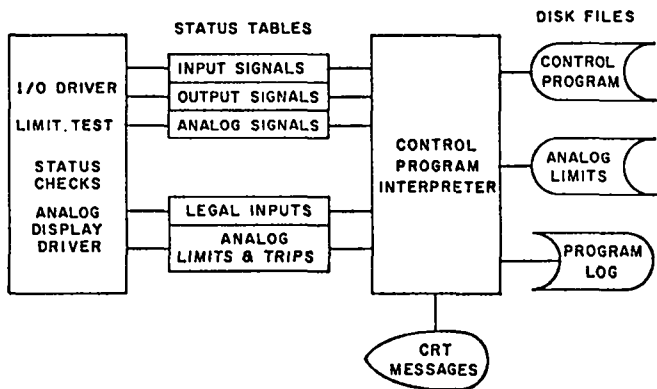 STATUS TABLES
DISK FILES
I/O DRIVER
LIMIT. TEST
STATUS
CHECKS
ANALOG
DISPLAY
DRIVER
INPUT SIGNALS
OUTPUT SIGNALS
ANALOG SIGNALS
LEGAL INPUTS
ANALOG
LIMITS & TRIPS
CONTROL
PROGRAM
INTERPRETER
CONTROL
PROGRAM
ANALOG
LIMITS
PROGRAM
LOG
CRT
MESSAGES